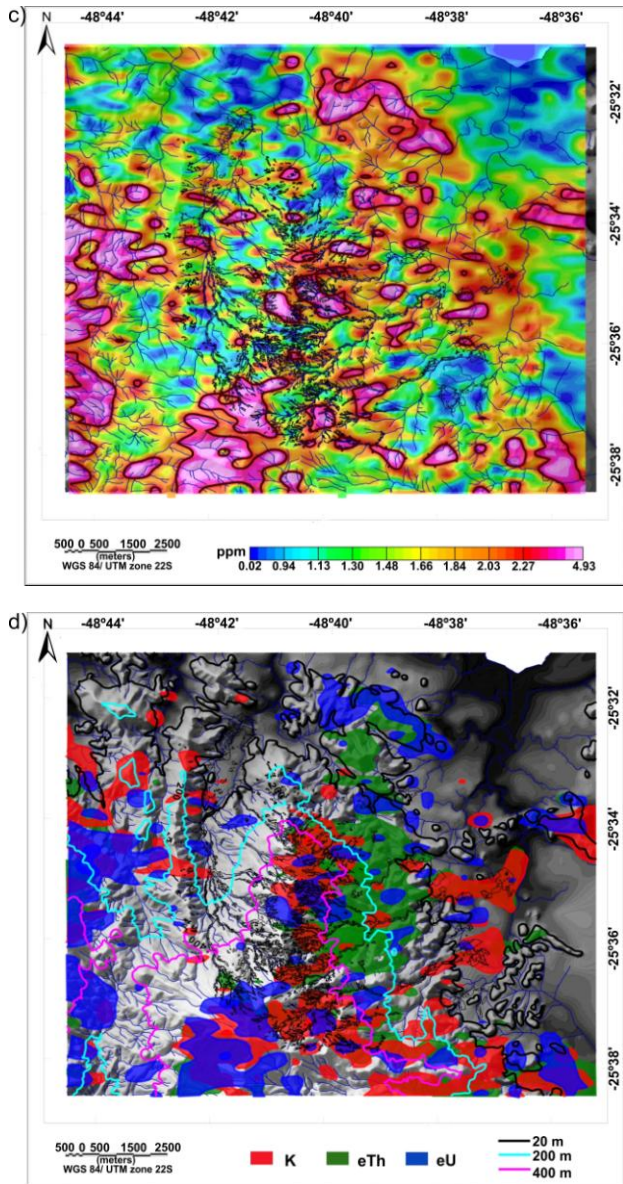 c)
N
-48°44'
-48°42'
-48°40'
-48°38'
-48°36'
-25°32'
-25°34'
-25°36'
-25°38'
500 0 500 1500 2500
(meters)
WGS 84/ UTM zone 22S
ppm
0.02 0.94 1.13 1.30 1.48 1.66 1.84 2.03 2.27 4.93
d)
N
-48°44'
-48°42'
-48°40'
-48°38'
-48°36'
-25°32'
-25°34'
-25°36'
-25°38'
200
400
500 0 500 1500 2500
(meters)
WGS 84/ UTM zone 22S
K eTh eU
20 m
200 m
400 m